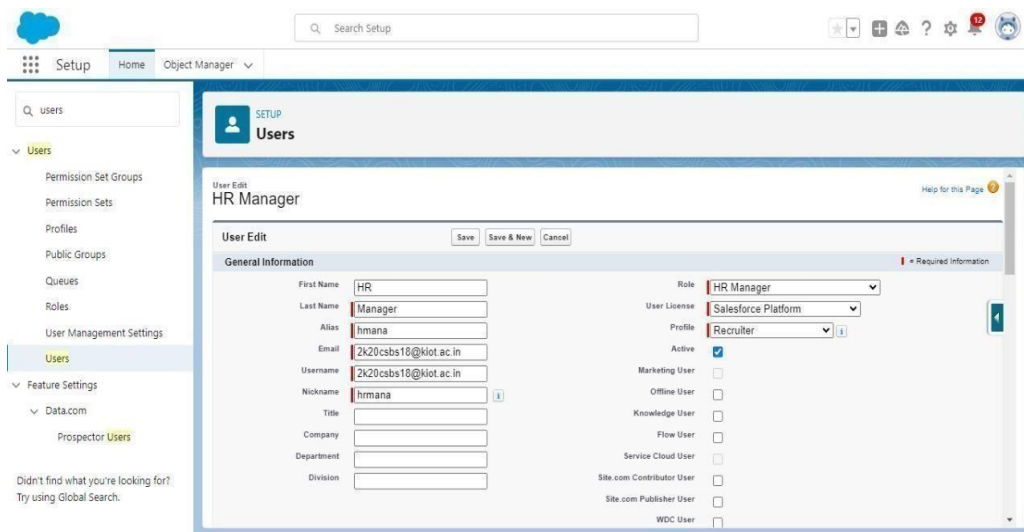 Search Setup
12
Setup
Home
Object Manager
users
Users
Permission Set Groups
Permission Sets
Profiles
Public Groups
Queues
Roles
User Management Settings
Users
Feature Settings
Data.com
Prospector Users
Didn't find what you're looking for?
Try using Global Search.
SETUP
Users
User Edit
HR Manager
Help for this Page ?
User Edit Save Save & New Cancel
General Information = Required Information
First Name HR
Last Name Manager
Alias hmana
Email 2k20csbs18@kiot.ac.in
Username 2k20csbs18@kiot.ac.in
Nickname hrmana i
Title
Company
Department
Division
Role HR Manager
User License Salesforce Platform
Profile Recruiter i
Active
Marketing User
Offline User
Knowledge User
Flow User
Service Cloud User
Site.com Contributor User
Site.com Publisher User
WDC User